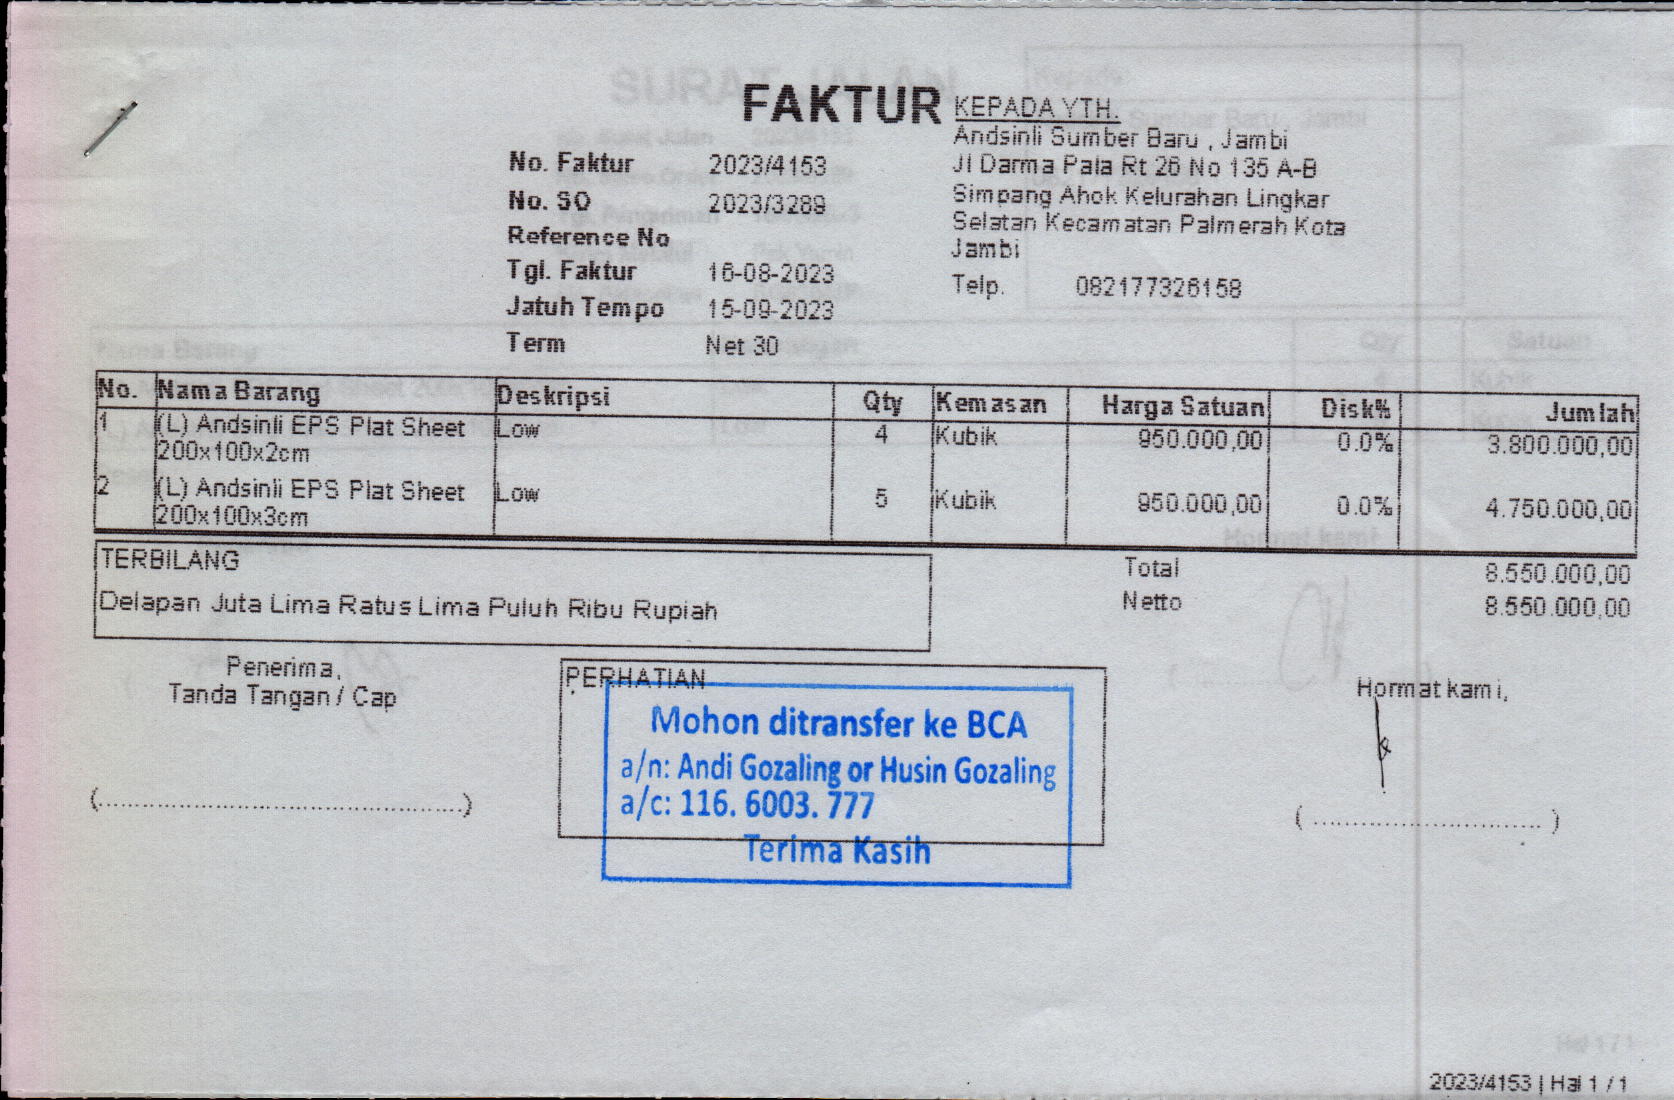 FAKTUR
KEPADA YTH.
Andsinli Sumber Baru , Jambi
Jl Darma Pala Rt 26 No 135 A-B
Simpang Ahok Kelurahan Lingkar
Selatan Kecamatan Palmerah Kota
Jambi
Telp. 082177326158
No. Faktur 2023/4153
No. SO 2023/3289
Reference No
Tgl. Faktur 16-08-2023
Jatuh Tempo 15-09-2023
Term Net 30
No. Nama Barang Deskripsi Qty Kemasan Harga Satuan Disk% Jumlah
1 (L) Andsinli EPS Plat Sheet Low 4 Kubik 950.000,00 0.0% 3.800.000,00
200x100x2cm
2 (L) Andsinli EPS Plat Sheet Low 5 Kubik 950.000,00 0.0% 4.750.000,00
200x100x3cm
TERBILANG
Delapan Juta Lima Ratus Lima Puluh Ribu Rupiah
Total 8.550.000,00
Netto 8.550.000,00
Penerima,
Tanda Tangan / Cap
(..............................................)
PERHATIAN
Mohon ditransfer ke BCA
a/n: Andi Gozaling or Husin Gozaling
a/c: 116. 6003. 777
Terima Kasih
Hormat kami,
( ............................. )
2023/4153 | Hal 1 / 1